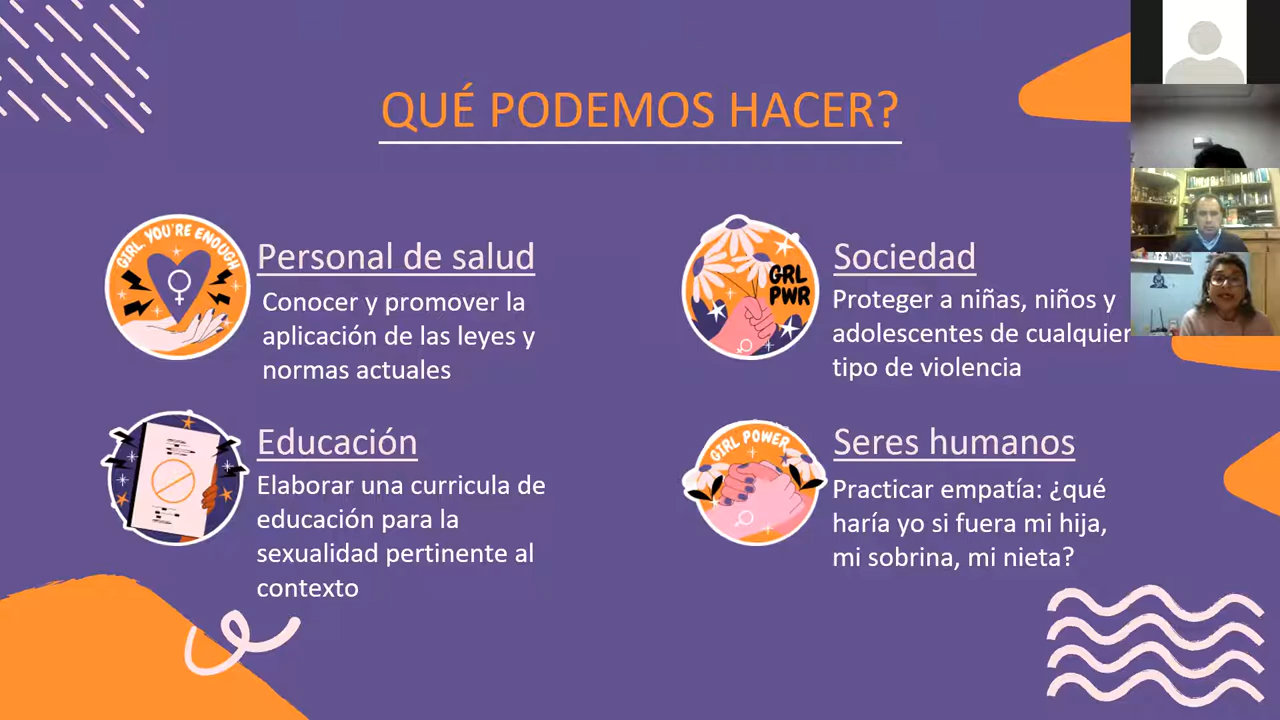 QUÉ PODEMOS HACER?
GIRL, YOU'RE ENOUGH
Personal de salud
Conocer y promover la
aplicación de las leyes y
normas actuales
GRL
PWR
Sociedad
Proteger a niñas, niños y
adolescentes de cualquier
tipo de violencia
Educación
Elaborar una curricula de
educación para la
sexualidad pertinente al
contexto
GIRL POWER
Seres humanos
Practicar empatía: ¿qué
haría yo si fuera mi hija,
mi sobrina, mi nieta?